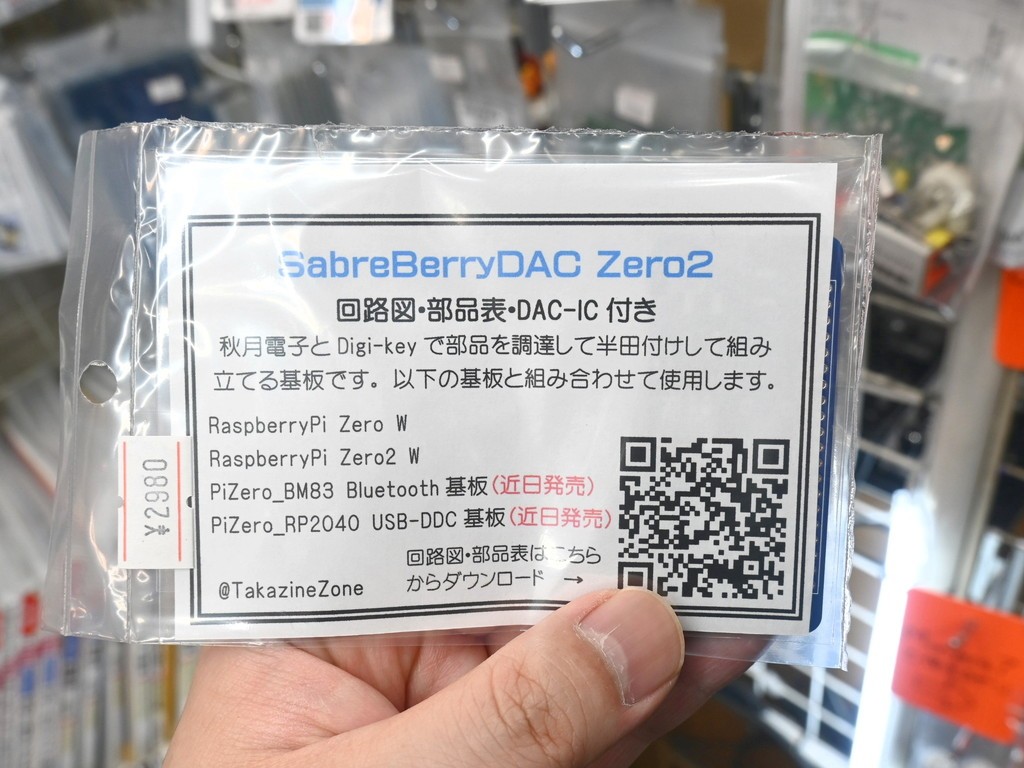 SabreBerryDAC Zero2
回路図・部品表・DAC-IC 付き
秋月電子と Digi-key で部品を調達して半田付けして組み
立てる基板です。以下の基板と組み合わせて使用します。
RaspberryPi Zero W
RaspberryPi Zero2 W
PiZero_BM83 Bluetooth 基板(近日発売)
PiZero_RP2040 USB-DDC 基板(近日発売)
回路図・部品表はこちら
からダウンロード →
@TakazineZone
¥2980